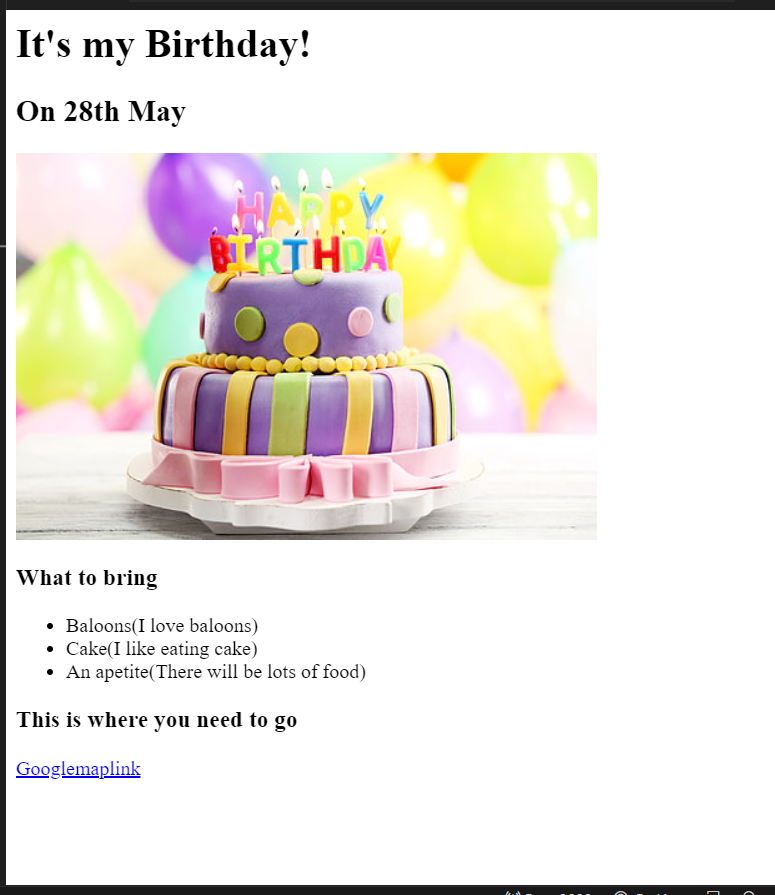 It's my Birthday!
On 28th May
HAPPY
BIRTHDAY
What to bring
Baloons(I love baloons)
Cake(I like eating cake)
An apetite(There will be lots of food)
This is where you need to go
Googlemaplink